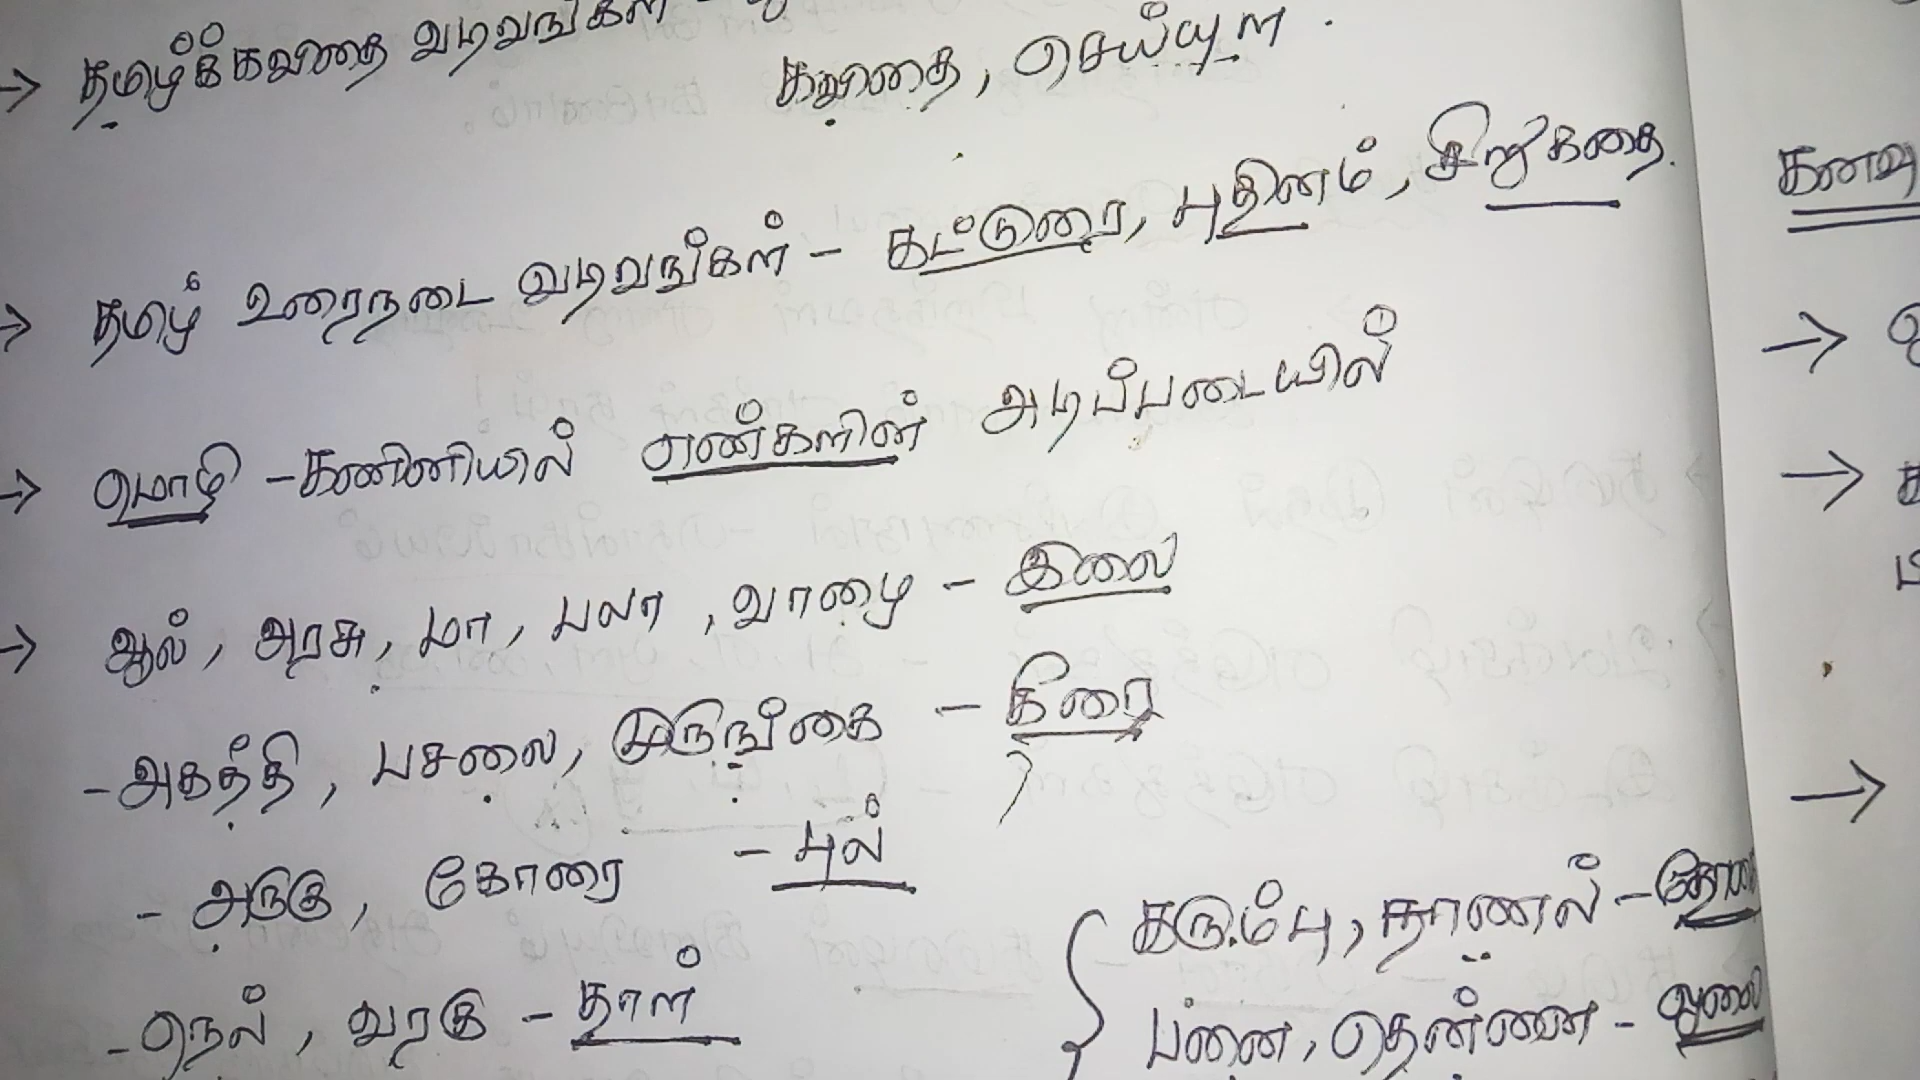 → தமிழ்க்கவிதை வடிவங்கள் -
கவிதை, செய்யுள்.
→ தமிழ் உரைநடை வடிவங்கள் - கட்டுரை, புதினம், சிறுகதை.
→ மொழி - கணினியில் எண்களின் அடிப்படையில்
→ ஆல், அரசு, மா, பலா, வாழை - இலை
- அகத்தி, பசலை, முருங்கை - கீரை
- அருகு, கோரை - புல்
- நெல், வரகு - தாள்
கரும்பு, நாணல் - தோகை
பனை, தென்னை - ஓலை
கனவு
→
→
→